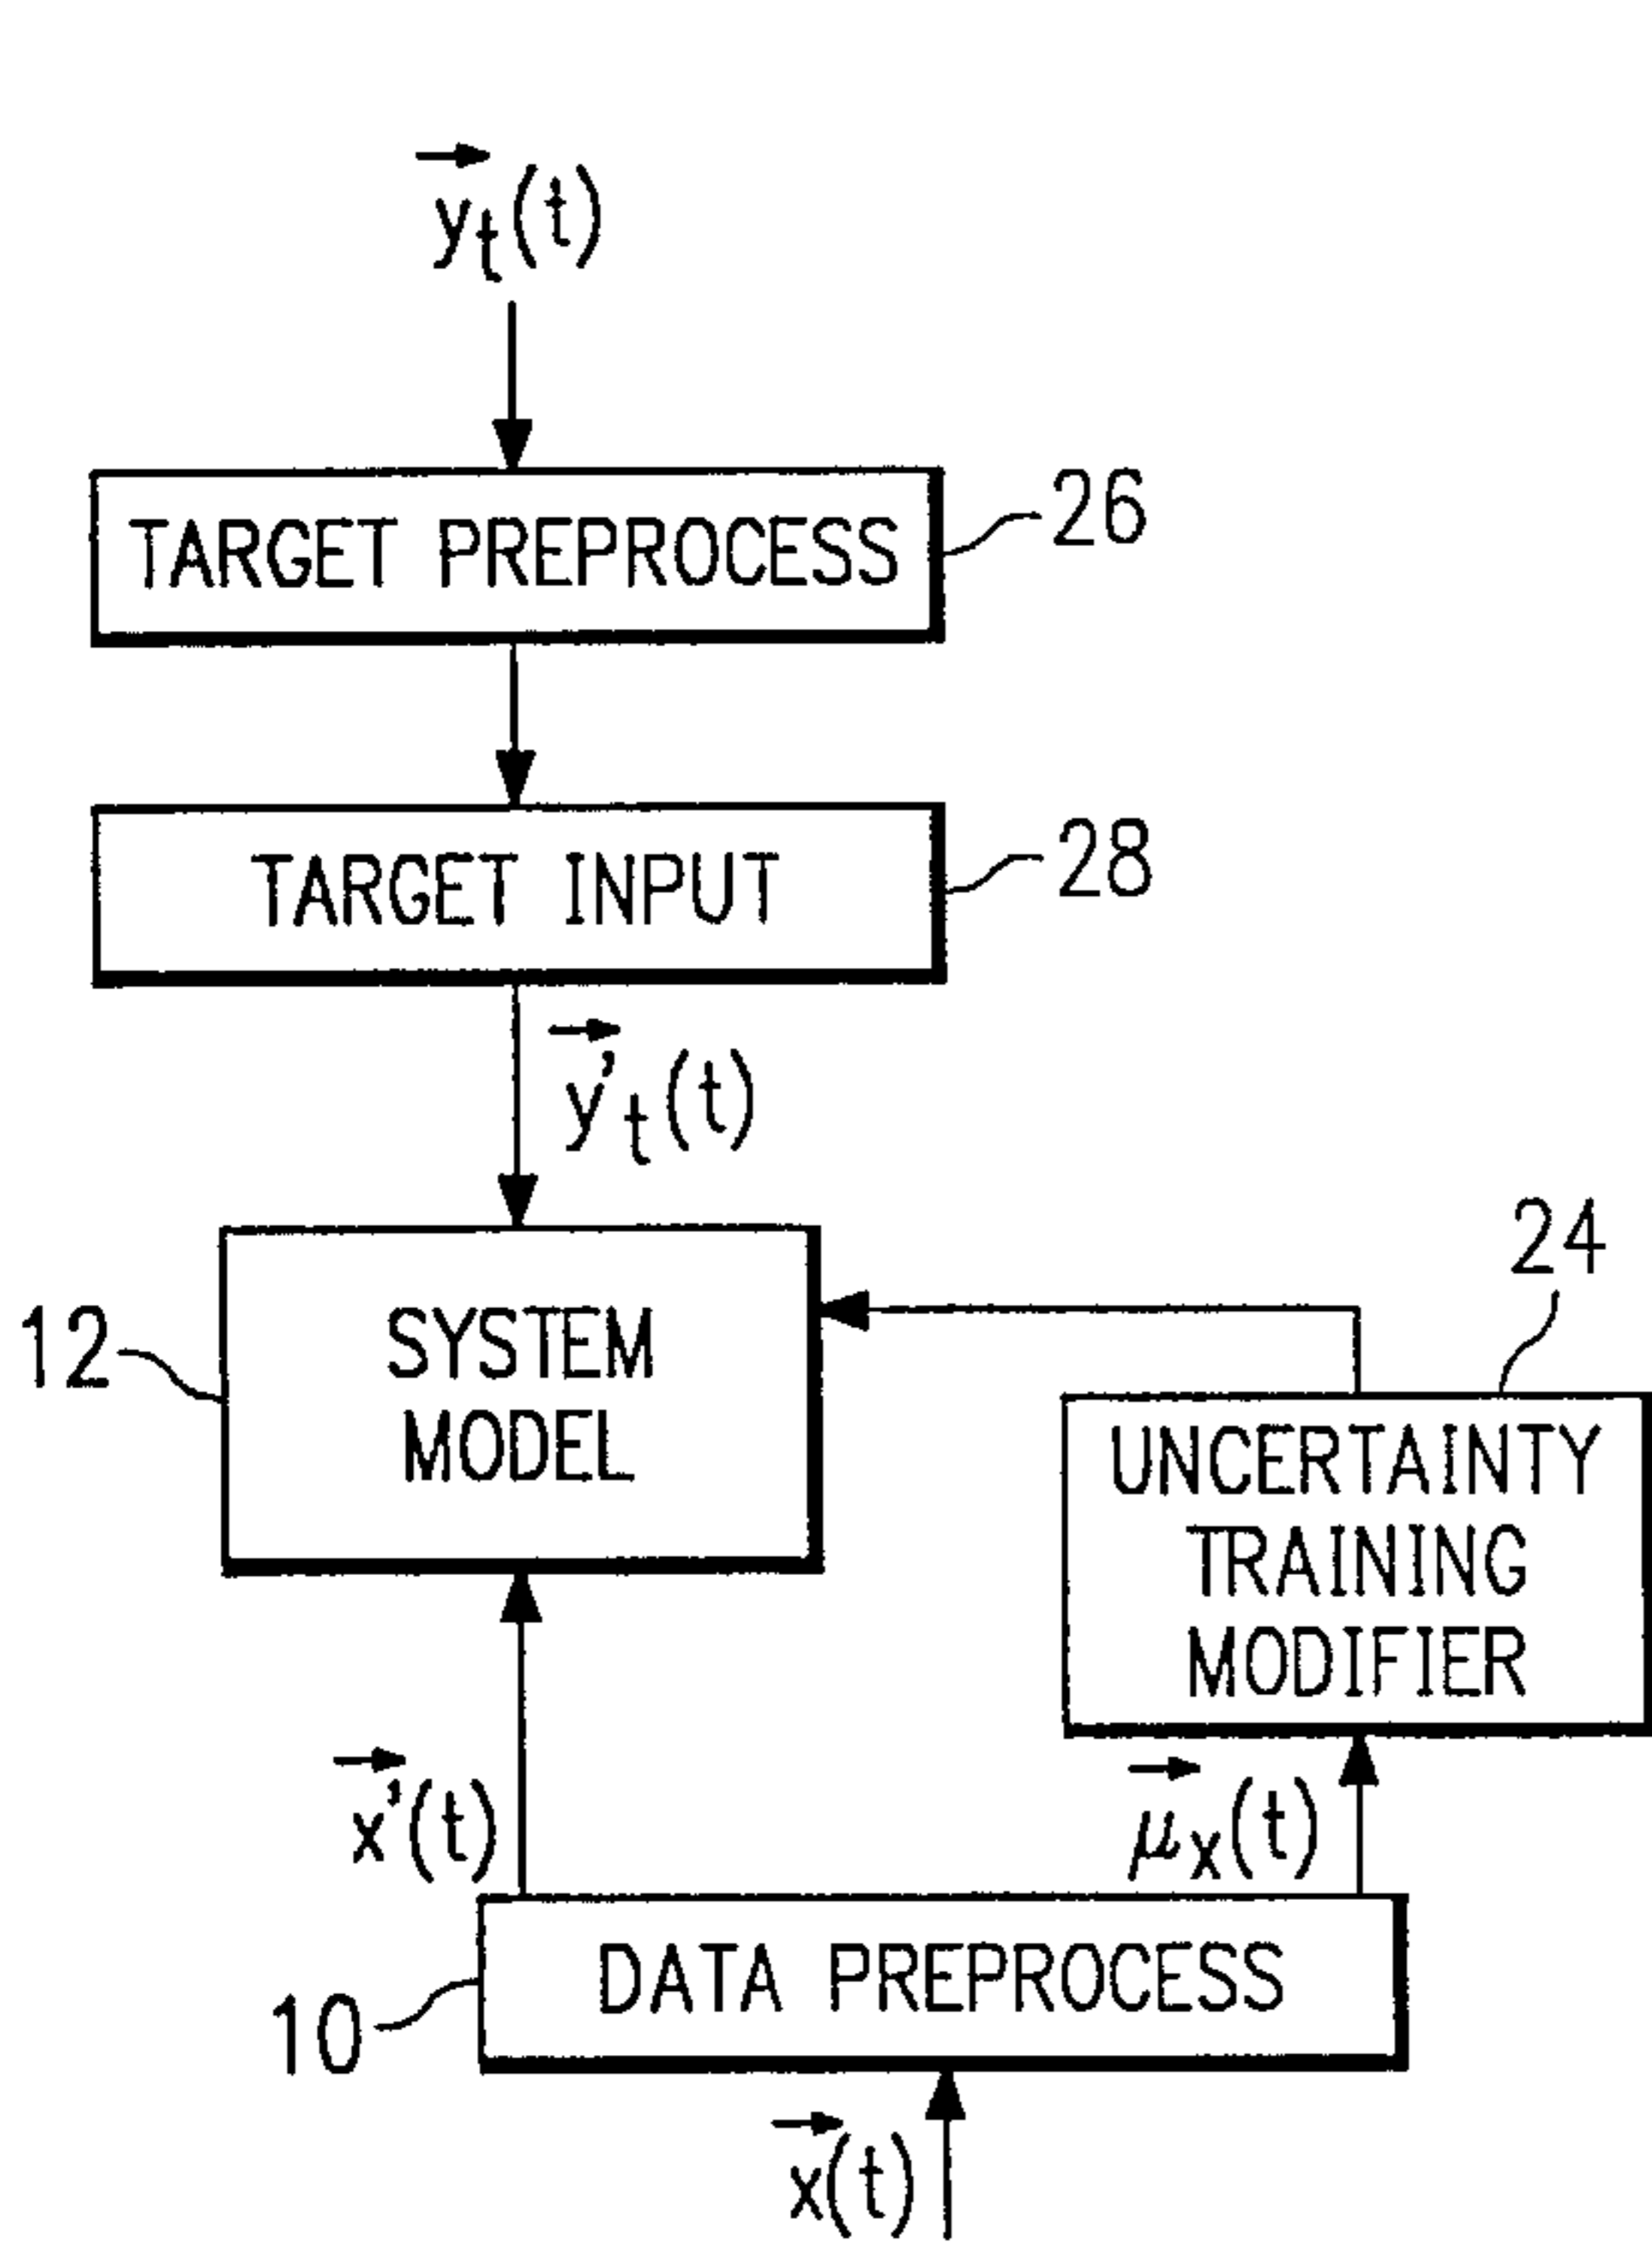 y⃗t(t)
TARGET PREPROCESS
26
TARGET INPUT
28
y⃗'t(t)
SYSTEM
MODEL
12
24
UNCERTAINTY
TRAINING
MODIFIER
x⃗'(t)
μ⃗x(t)
DATA PREPROCESS
10
x⃗(t)